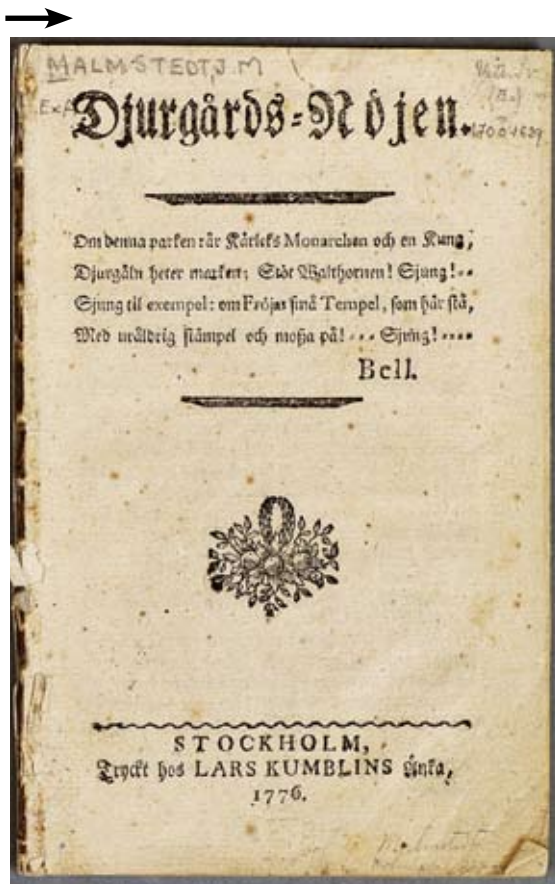 MALMSTEDT J. M
Djurgårds-Nöjen.
Om denna parken rår Kärleks Monarchen och en Kung,
Djurgåln heter marken; Stöt Walthornen! Sjung!--
Sjung til exempel: om Fröjas små Tempel, som här stå,
Med uråldrig stämpel och moßa på!--- Sjung!----
Bell.
STOCKHOLM,
Tryckt hos LARS KUMBLINS Änka,
1776.